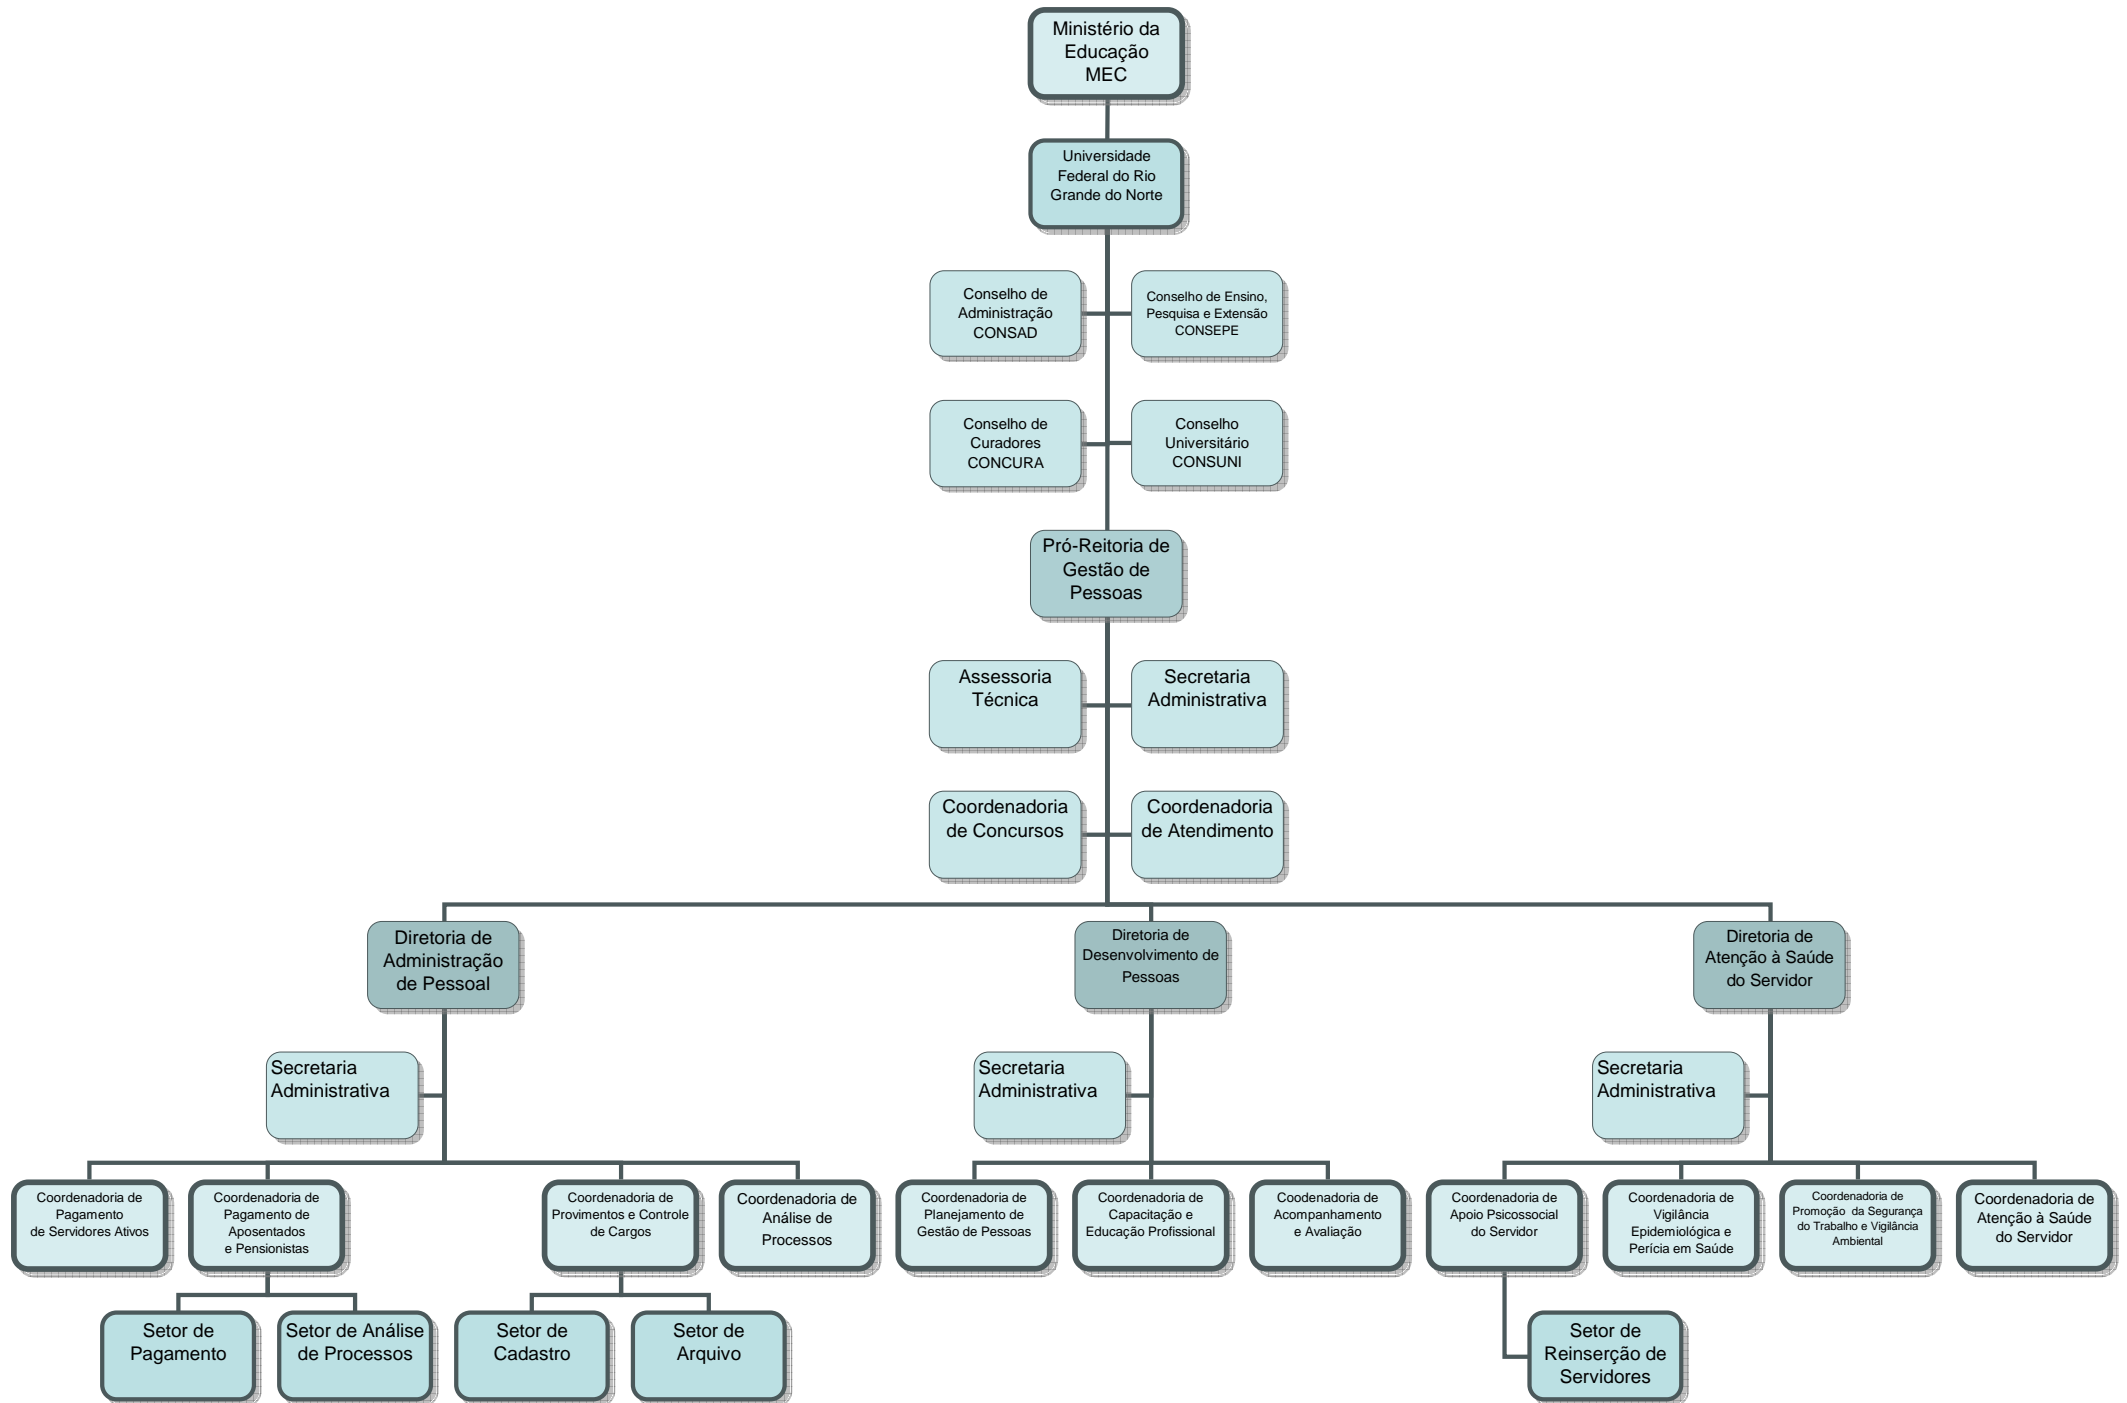 Ministério da
Educação
MEC
Universidade
Federal do Rio
Grande do Norte
Conselho de
Administração
CONSAD
Conselho de Ensino,
Pesquisa e Extensão
CONSEPE
Conselho de
Curadores
CONCURA
Conselho
Universitário
CONSUNI
Pró-Reitoria de
Gestão de
Pessoas
Assessoria
Técnica
Secretaria
Administrativa
Coordenadoria
de Concursos
Coordenadoria
de Atendimento
Diretoria de
Administração
de Pessoal
Diretoria de
Desenvolvimento de
Pessoas
Diretoria de
Atenção à Saúde
do Servidor
Secretaria
Administrativa
Secretaria
Administrativa
Secretaria
Administrativa
Coordenadoria de
Pagamento
de Servidores Ativos
Coordenadoria de
Pagamento de
Aposentados
e Pensionistas
Coordenadoria de
Provimentos e Controle
de Cargos
Coordenadoria de
Análise de
Processos
Coordenadoria de
Planejamento de
Gestão de Pessoas
Coordenadoria de
Capacitação e
Educação Profissional
Coodenadoria de
Acompanhamento
e Avaliação
Coordenadoria de
Apoio Psicossocial
do Servidor
Coordenadoria de
Vigilância
Epidemiológica e
Perícia em Saúde
Coordenadoria de
Promoção da Segurança
do Trabalho e Vigilância
Ambiental
Coordenadoria de
Atenção à Saúde
do Servidor
Setor de
Pagamento
Setor de Análise
de Processos
Setor de
Cadastro
Setor de
Arquivo
Setor de
Reinserção de
Servidores